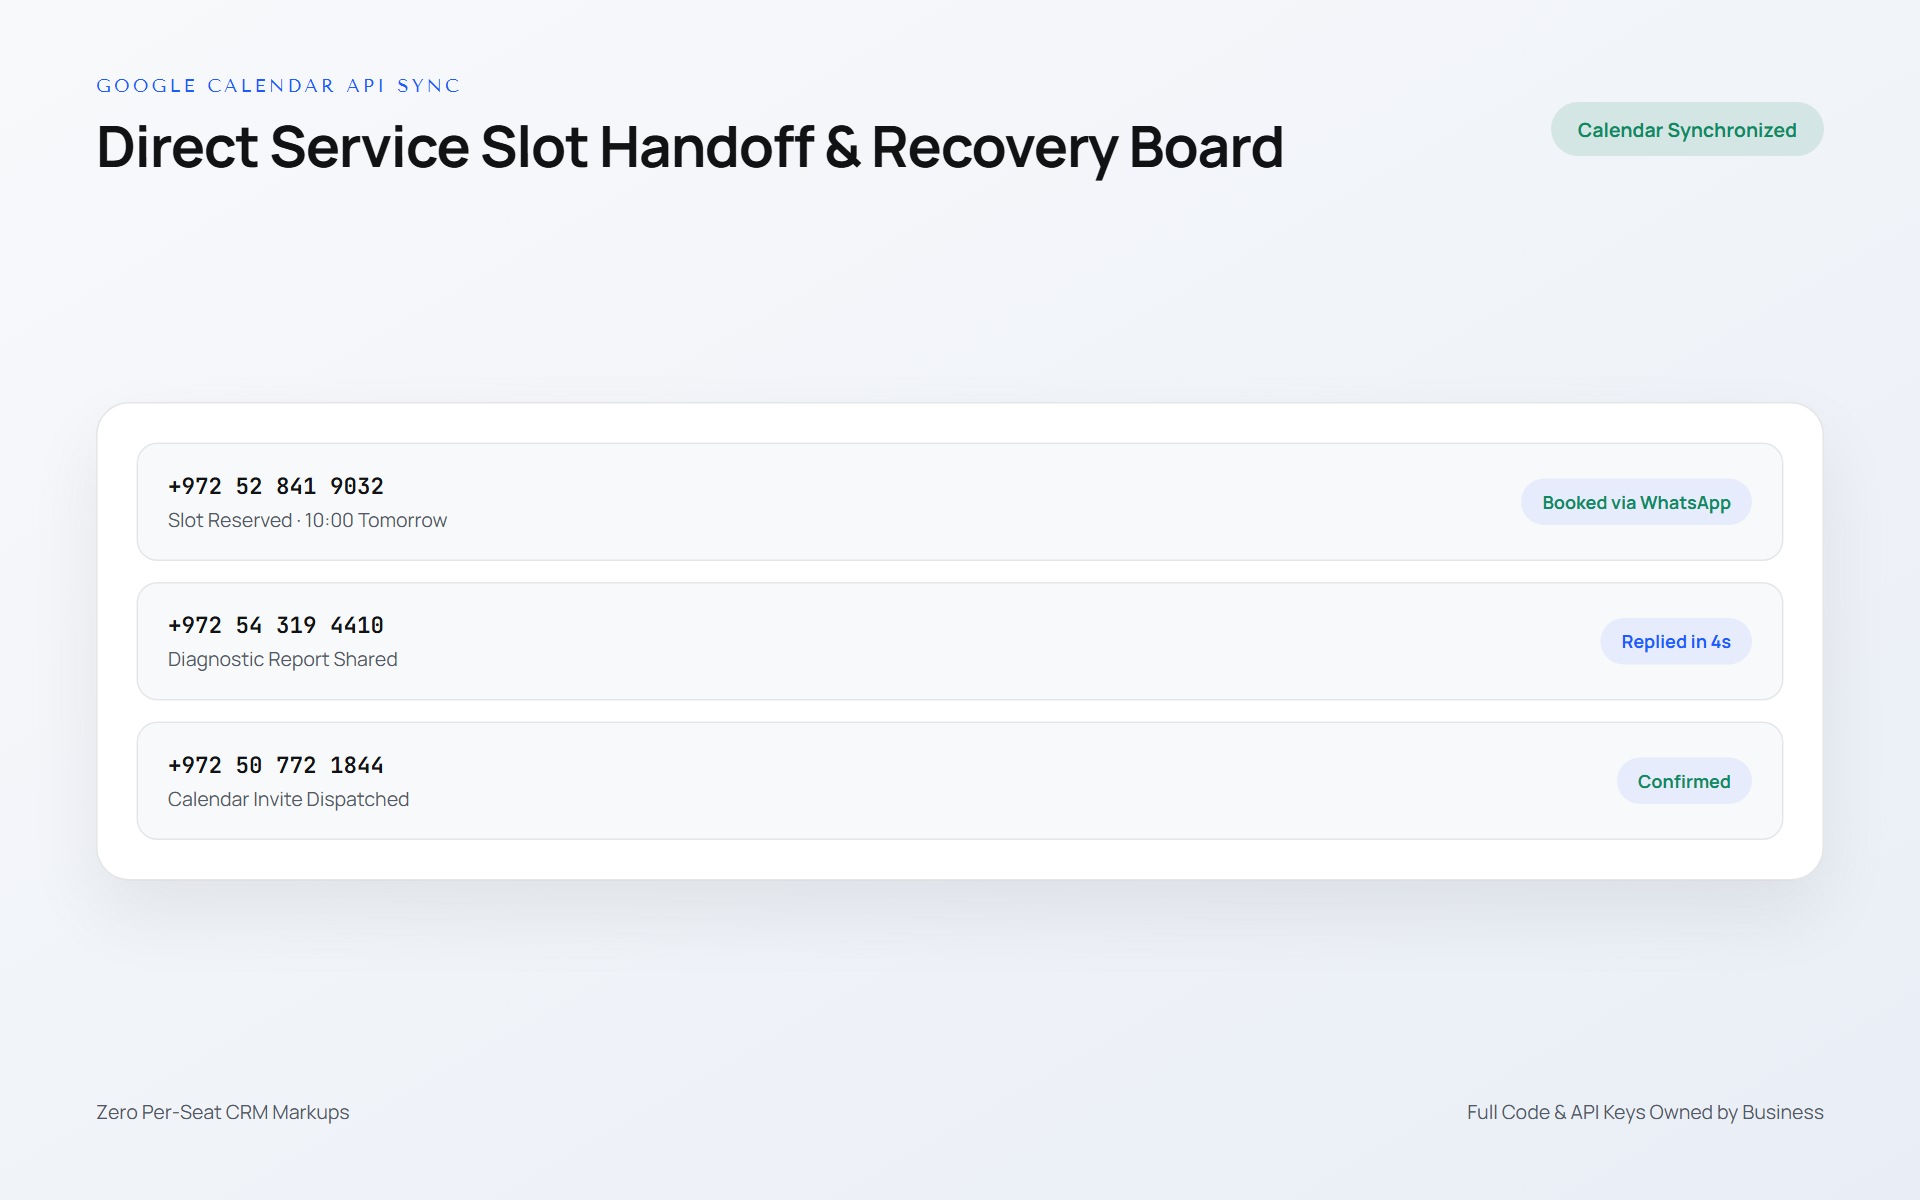 GOOGLE CALENDAR API SYNC
Direct Service Slot Handoff & Recovery Board
Calendar Synchronized
+972 52 841 9032
Slot Reserved · 10:00 Tomorrow
Booked via WhatsApp
+972 54 319 4410
Diagnostic Report Shared
Replied in 4s
+972 50 772 1844
Calendar Invite Dispatched
Confirmed
Zero Per-Seat CRM Markups
Full Code & API Keys Owned by Business